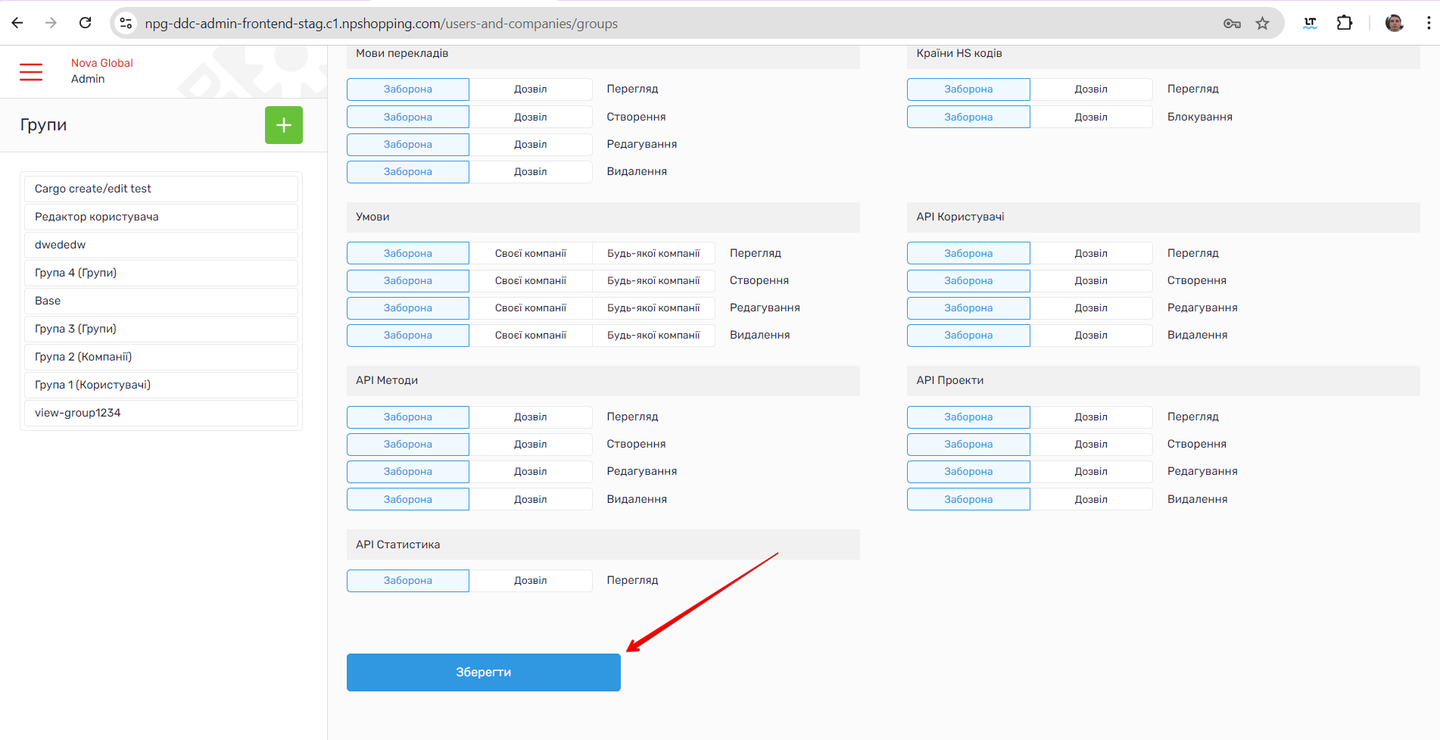 npg-ddc-admin-frontend-stag.c1.npshopping.com/users-and-companies/groups
LT
Nova Global
Admin
Групи
Cargo create/edit test
Редактор користувача
dwededw
Група 4 (Групи)
Base
Група 3 (Групи)
Група 2 (Компанії)
Група 1 (Користувачі)
view-group1234
Мови перекладів
Заборона Дозвіл Перегляд
Заборона Дозвіл Створення
Заборона Дозвіл Редагування
Заборона Дозвіл Видалення
Країни HS кодів
Заборона Дозвіл Перегляд
Заборона Дозвіл Блокування
Умови
Заборона Своєї компанії Будь-якої компанії Перегляд
Заборона Своєї компанії Будь-якої компанії Створення
Заборона Своєї компанії Будь-якої компанії Редагування
Заборона Своєї компанії Будь-якої компанії Видалення
API Користувачі
Заборона Дозвіл Перегляд
Заборона Дозвіл Створення
Заборона Дозвіл Редагування
Заборона Дозвіл Видалення
API Методи
Заборона Дозвіл Перегляд
Заборона Дозвіл Створення
Заборона Дозвіл Редагування
Заборона Дозвіл Видалення
API Проекти
Заборона Дозвіл Перегляд
Заборона Дозвіл Створення
Заборона Дозвіл Редагування
Заборона Дозвіл Видалення
API Статистика
Заборона Дозвіл Перегляд
Зберегти